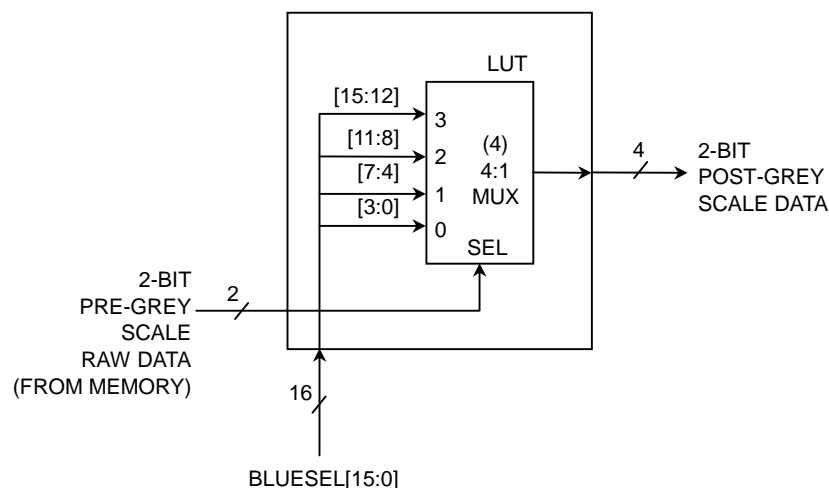 LUT
[15:12]
3
[11:8]
2
[7:4]
1
[3:0]
0
(4)
4:1
MUX
SEL
4
2-BIT
POST-GREY
SCALE DATA
2-BIT
PRE-GREY
SCALE
RAW DATA
(FROM MEMORY)
2
16
BLUESEL[15:0]